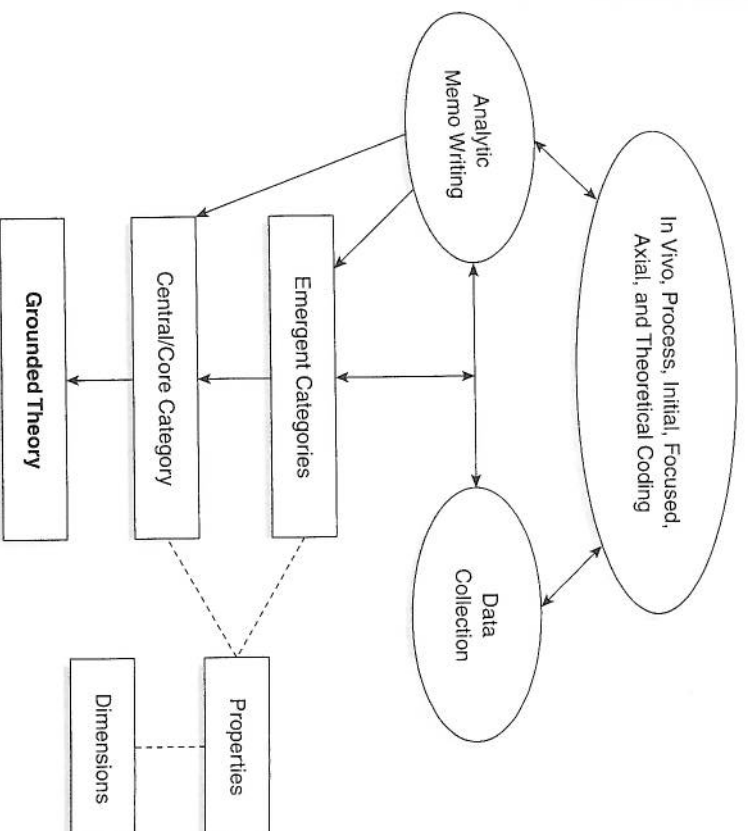 In Vivo, Process, Initial, Focused,
Axial, and Theoretical Coding
Analytic
Memo Writing
Data
Collection
Emergent Categories
Central/Core Category
Grounded Theory
Properties
Dimensions